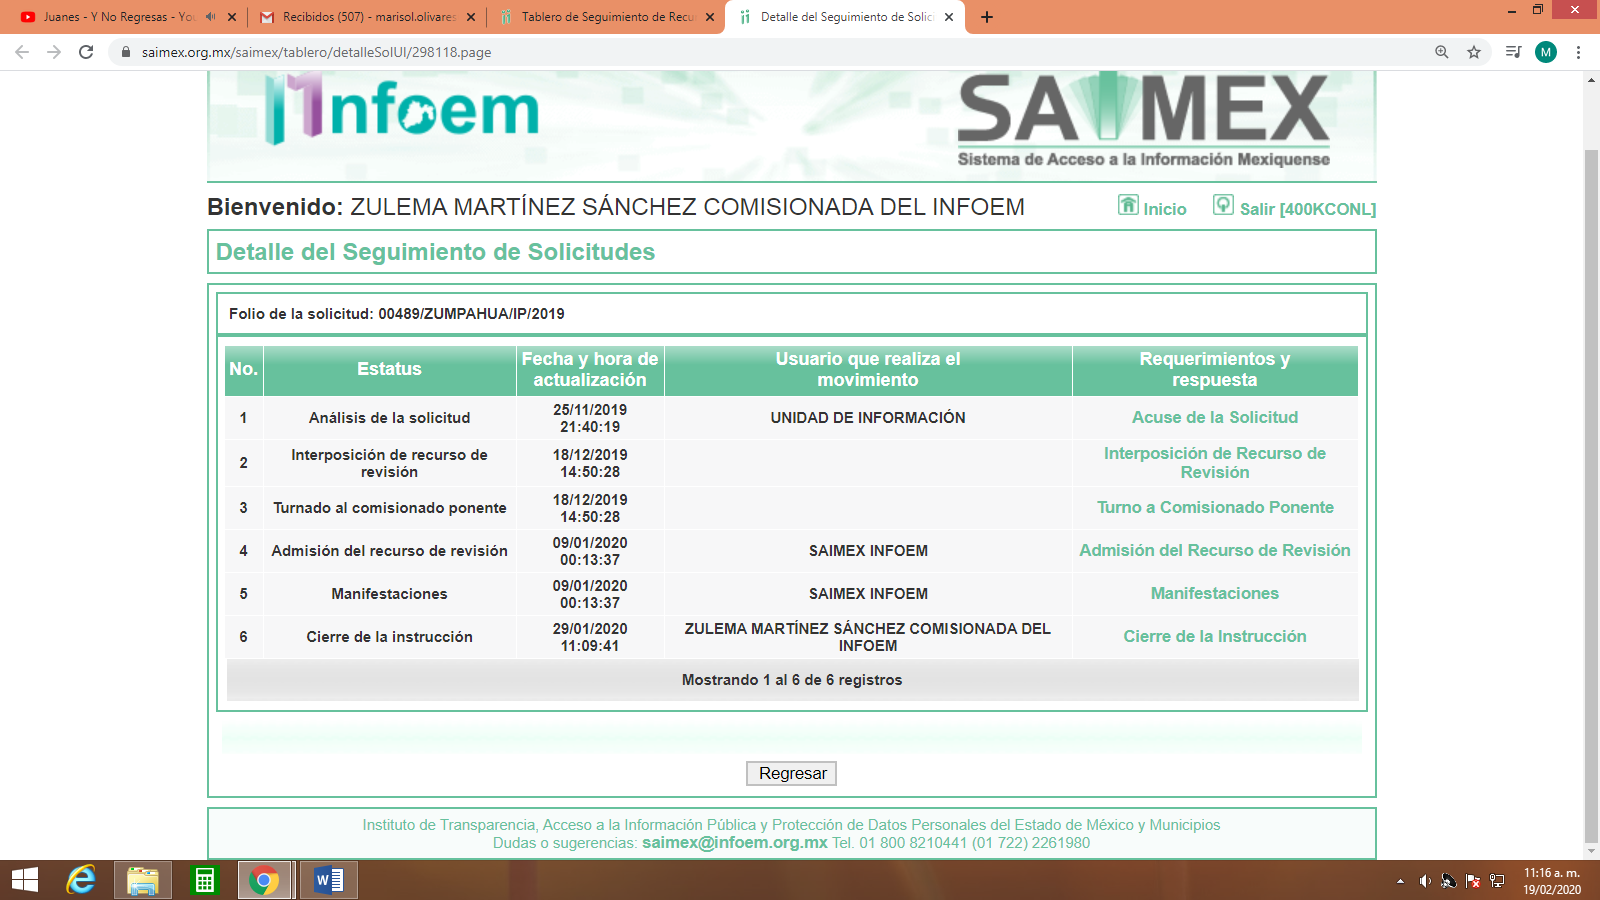 Juanes - Y No Regresas - You
Recibidos (507) - marisol.olivares
Tablero de Seguimiento de Recu
Detalle del Seguimiento de Solici
saimex.org.mx/saimex/tablero/detalleSolUI/298118.page
M
Infoem
SAIMEX
Sistema de Acceso a la Información Mexiquense
Bienvenido: ZULEMA MARTÍNEZ SÁNCHEZ COMISIONADA DEL INFOEM
Inicio
Salir [400KCONL]
Detalle del Seguimiento de Solicitudes
Folio de la solicitud: 00489/ZUMPAHUA/IP/2019
No.
Estatus
Fecha y hora de
actualización
Usuario que realiza el
movimiento
Requerimientos y
respuesta
1
Análisis de la solicitud
25/11/2019
21:40:19
UNIDAD DE INFORMACIÓN
Acuse de la Solicitud
2
Interposición de recurso de
revisión
18/12/2019
14:50:28
Interposición de Recurso de
Revisión
3
Turnado al comisionado ponente
18/12/2019
14:50:28
Turno a Comisionado Ponente
4
Admisión del recurso de revisión
09/01/2020
00:13:37
SAIMEX INFOEM
Admisión del Recurso de Revisión
5
Manifestaciones
09/01/2020
00:13:37
SAIMEX INFOEM
Manifestaciones
6
Cierre de la instrucción
29/01/2020
11:09:41
ZULEMA MARTÍNEZ SÁNCHEZ COMISIONADA DEL
INFOEM
Cierre de la Instrucción
Mostrando 1 al 6 de 6 registros
Regresar
Instituto de Transparencia, Acceso a la Información Pública y Protección de Datos Personales del Estado de México y Municipios
Dudas o sugerencias: saimex@infoem.org.mx Tel. 01 800 8210441 (01 722) 2261980
11:16 a. m.
19/02/2020